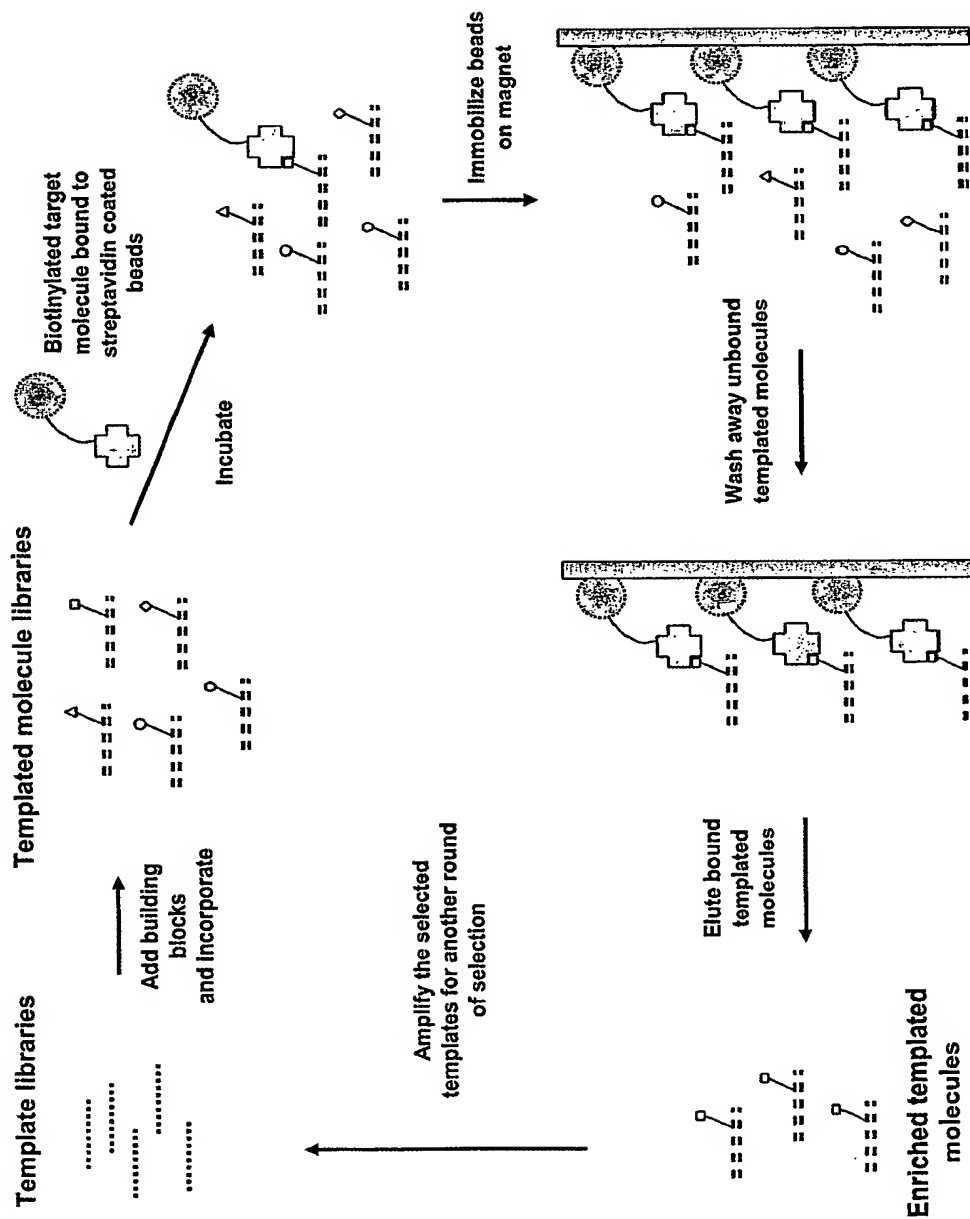 Template libraries
Add building
blocks
and incorporate
Templated molecule libraries
Biotinylated target
molecule bound to
streptavidin coated
beads
Incubate
Immobilize beads
on magnet
Wash away unbound
templated molecules
Elute bound
templated
molecules
Enriched templated
molecules
Amplify the selected
templates for another round
of selection